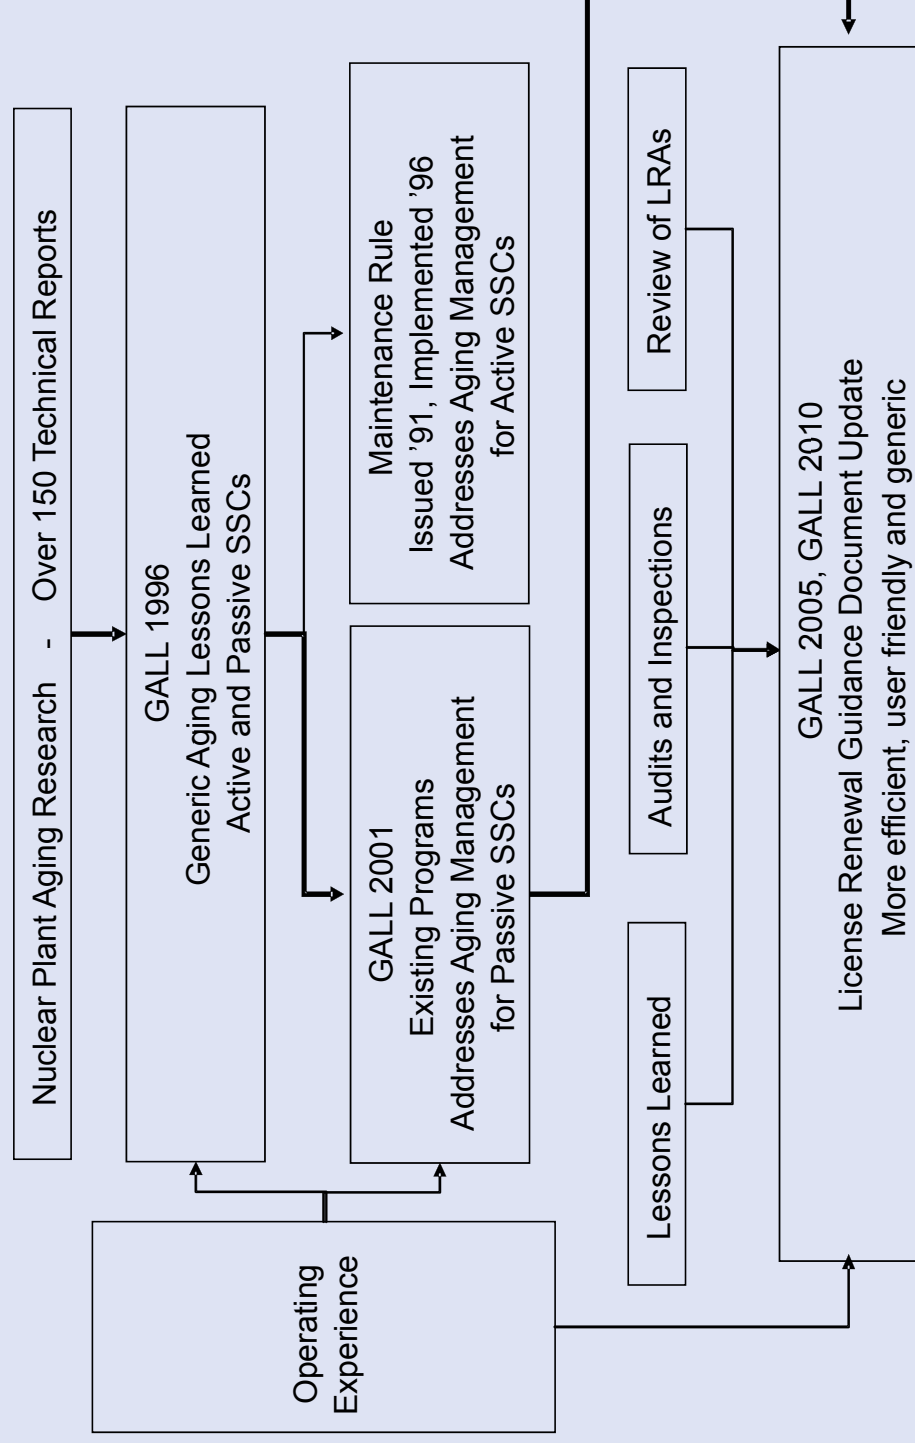 Nuclear Plant Aging Research - Over 150 Technical Reports
GALL 1996
Generic Aging Lessons Learned
Active and Passive SSCs
Operating
Experience
GALL 2001
Existing Programs
Addresses Aging Management
for Passive SSCs
Maintenance Rule
Issued ’91, Implemented ’96
Addresses Aging Management
for Active SSCs
Lessons Learned
Audits and Inspections
Review of LRAs
GALL 2005, GALL 2010
License Renewal Guidance Document Update
More efficient, user friendly and generic